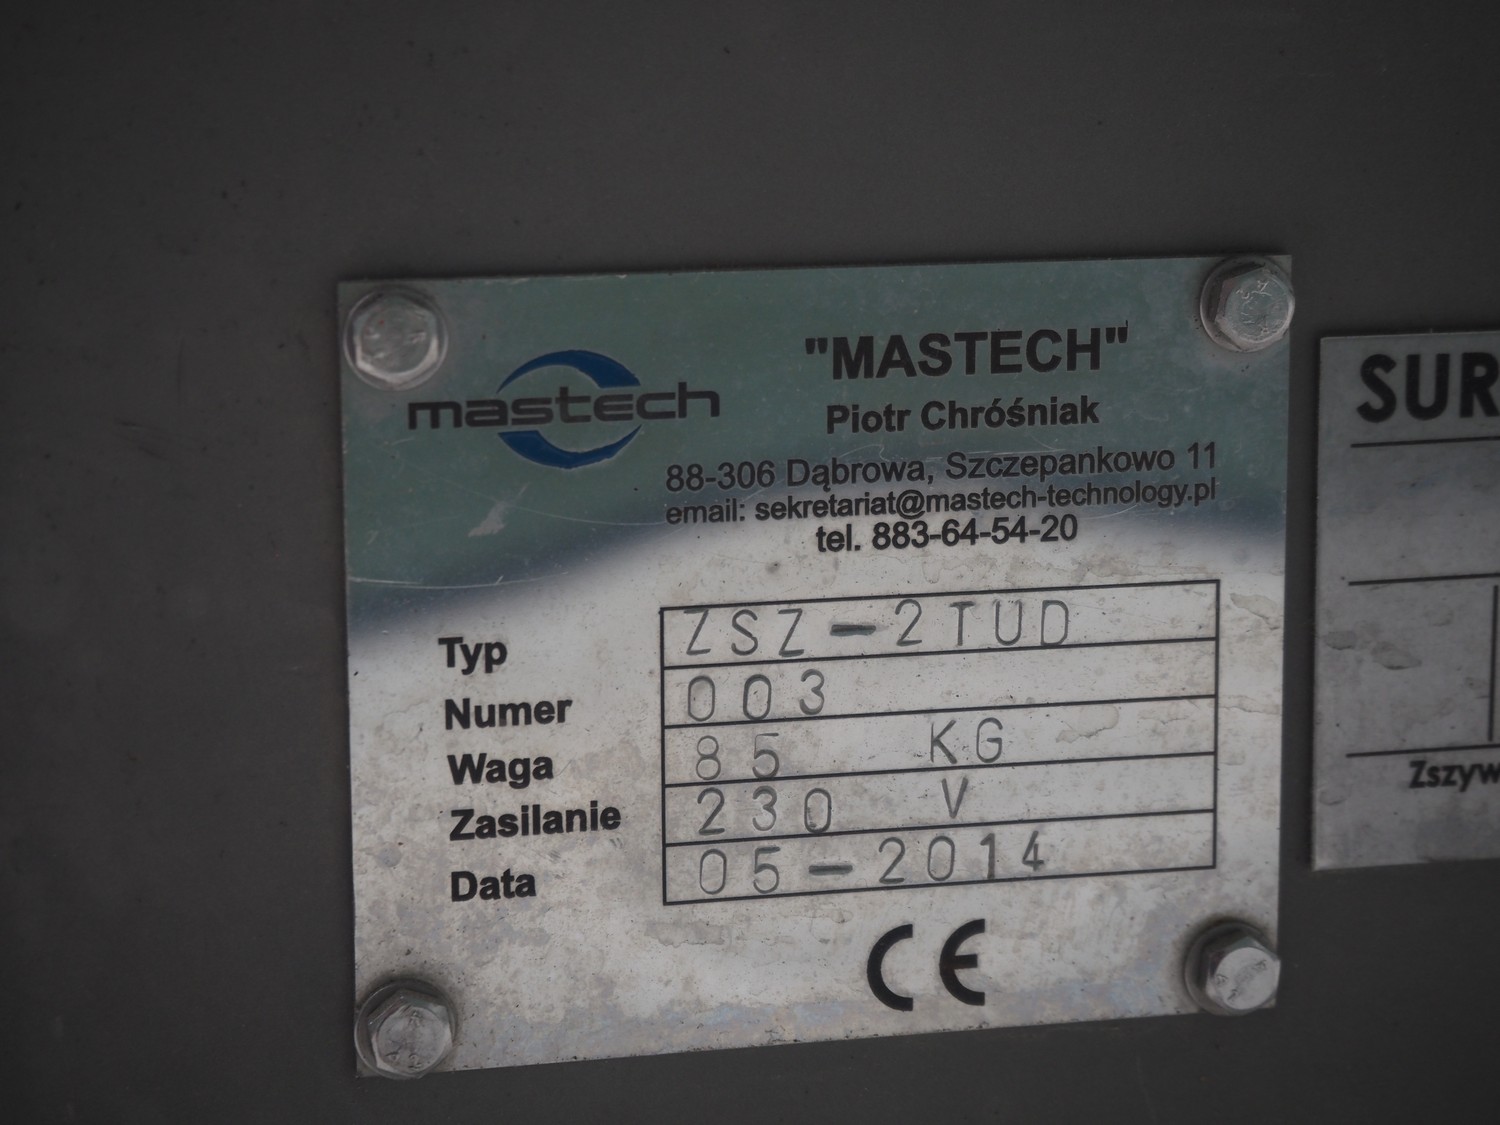 mastech
"MASTECH"
Piotr Chróśniak
88-306 Dąbrowa, Szczepankowo 11
email: sekretariat@mastech-technology.pl
tel. 883-64-54-20
Typ ZSZ-2TUD
Numer 003
Waga 85 KG
Zasilanie 230 V
Data 05-2014
CE
SUR
Zszyw